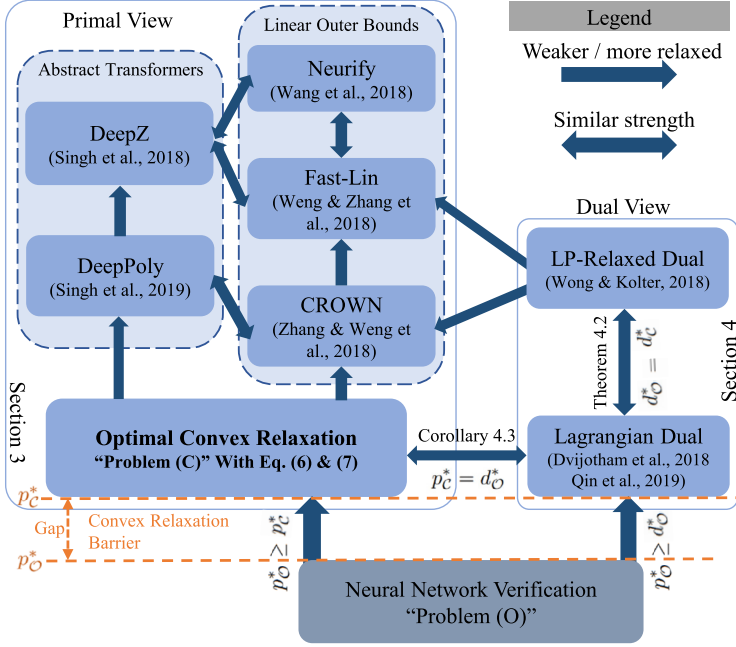 Primal View
Linear Outer Bounds
Legend
Weaker / more relaxed
Similar strength
Abstract Transformers
Neurify
(Wang et al., 2018)
DeepZ
(Singh et al., 2018)
Fast-Lin
(Weng & Zhang et
al., 2018)
Dual View
DeepPoly
(Singh et al., 2019)
CROWN
(Zhang & Weng et
al., 2018)
LP-Relaxed Dual
(Wong & Kolter, 2018)
Section 3
Section 4
Theorem 4.2
d*_O = d*_C
Optimal Convex Relaxation
“Problem (C)” With Eq. (6) & (7)
Corollary 4.3
p*_C = d*_O
Lagrangian Dual
(Dvijotham et al., 2018
Qin et al., 2019)
p*_C
Gap
Convex Relaxation
Barrier
p*_O
p*_O ≥ p*_C
p*_O ≥ d*_O
Neural Network Verification
“Problem (O)”